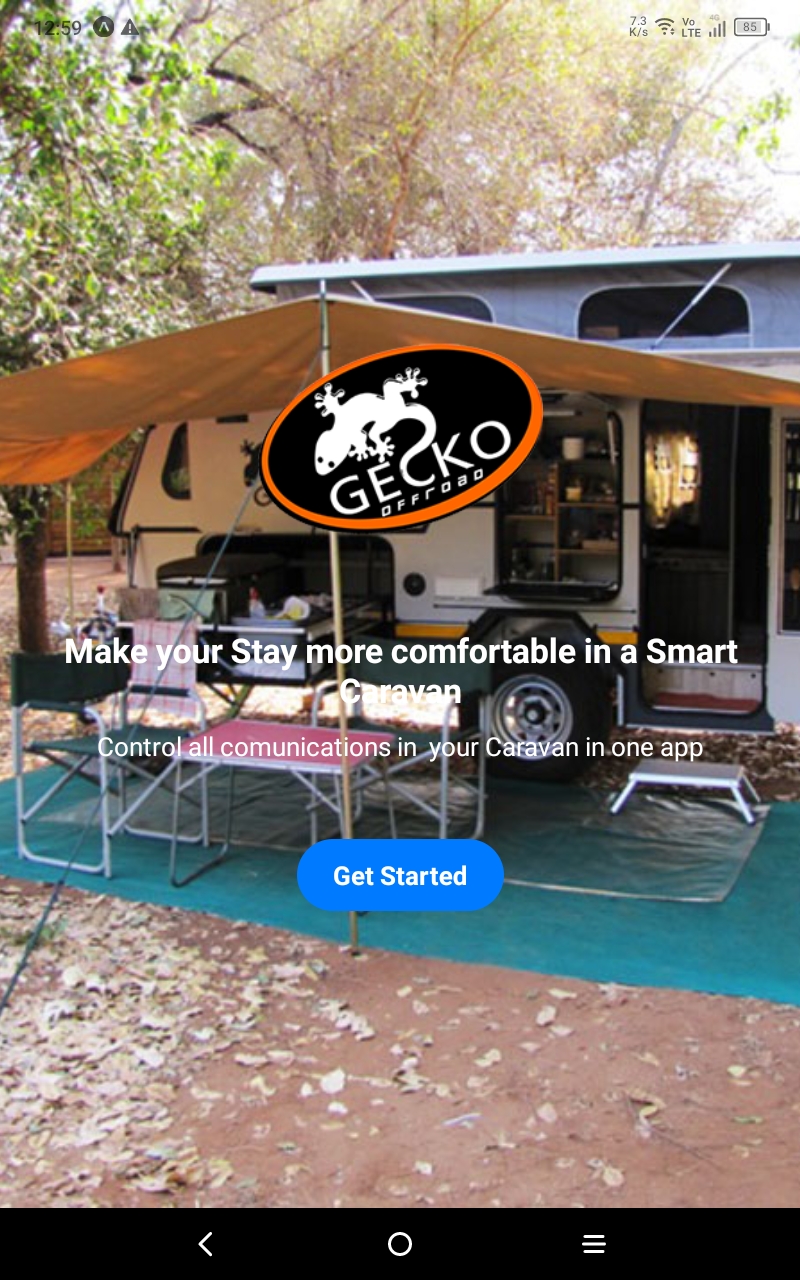 12:59
7.3
K/s
Vo
LTE
4G
85
GECKO
OFFROAD
Make your Stay more comfortable in a Smart
Caravan
Control all comunications in  your Caravan in one app
Get Started